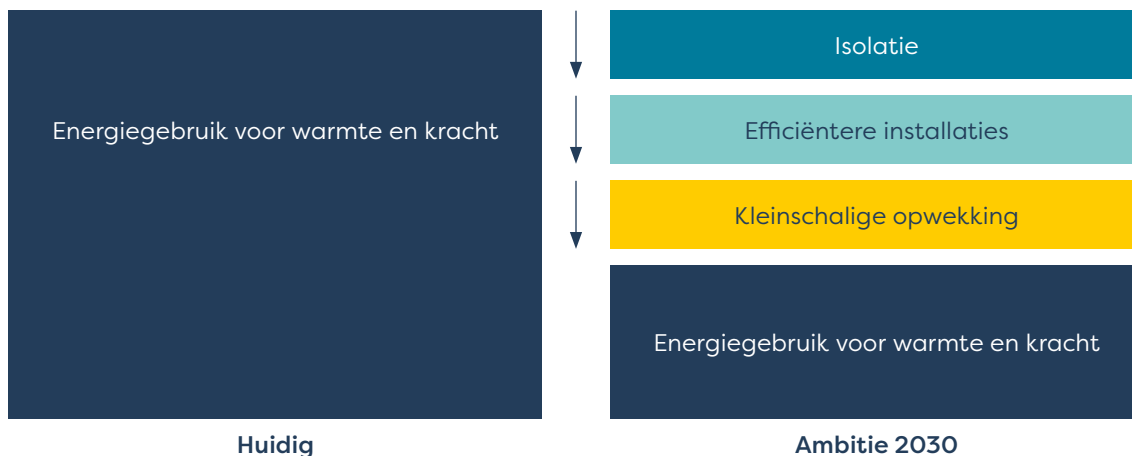 Energiegebruik voor warmte en kracht
Huidig
Isolatie
Efficiëntere installaties
Kleinschalige opwekking
Energiegebruik voor warmte en kracht
Ambitie 2030